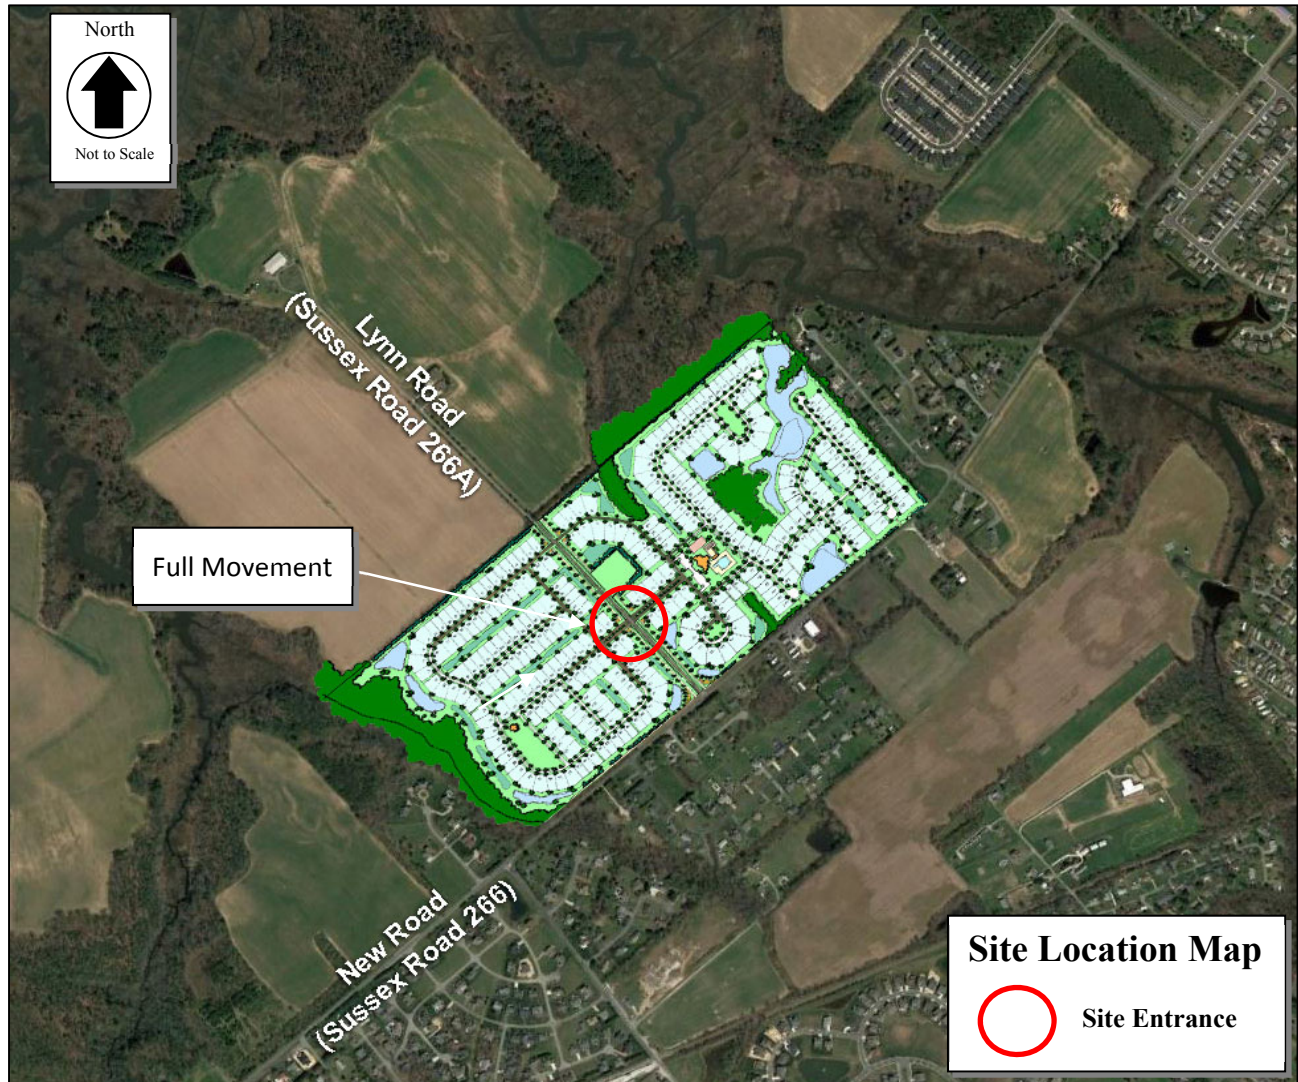 North
Not to Scale
Lynn Road
(Sussex Road 266A)
Full Movement
New Road
(Sussex Road 266)
Site Location Map
Site Entrance